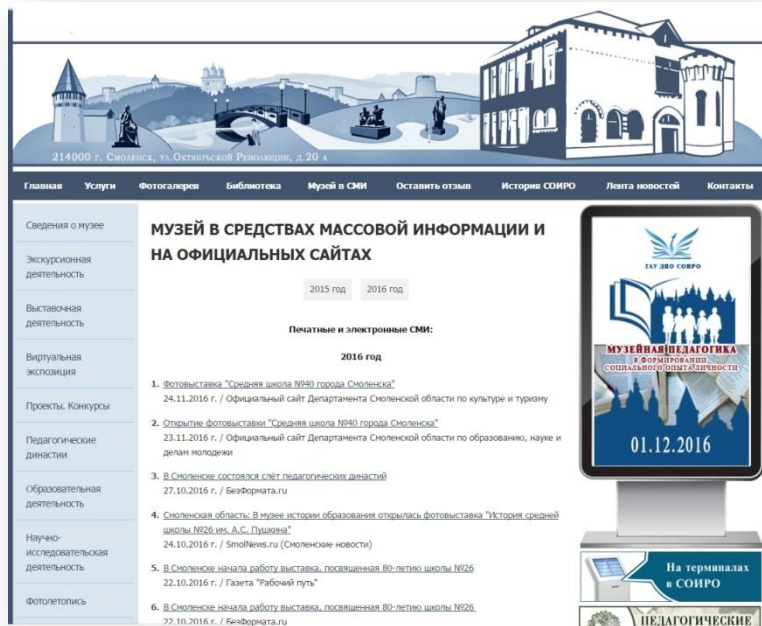 214000 г. Смоленск, ул.Октябрьской Революции, д.20 а
Главная Услуги Фотогалерея Библиотека Музей в СМИ Оставить отзыв История СОИРО Лента новостей Контакты
Сведения о музее
Экскурсионная
деятельность
Выставочная
деятельность
Виртуальная
экспозиция
Проекты. Конкурсы
Педагогические
династии
Образовательная
деятельность
Научно-
исследовательская
деятельность
Фотолетопись
МУЗЕЙ В СРЕДСТВАХ МАССОВОЙ ИНФОРМАЦИИ И
НА ОФИЦИАЛЬНЫХ САЙТАХ
2015 год 2016 год
Печатные и электронные СМИ:
2016 год
1. Фотовыставка "Средняя школа №40 города Смоленска"
24.11.2016 г. / Официальный сайт Департамента Смоленской области по культуре и туризму
2. Открытие фотовыставки "Средняя школа №40 города Смоленска"
23.11.2016 г. / Официальный сайт Департамента Смоленской области по образованию, науке и
делам молодежи
3. В Смоленске состоялся слёт педагогических династий
27.10.2016 г. / БезФормата.ru
4. Смоленская область: В музее истории образования открылась фотовыставка "История средней
школы №26 им. А.С. Пушкина"
24.10.2016 г. / SmolNews.ru (Смоленские новости)
5. В Смоленске начала работу выставка, посвященная 80-летию школы №26
22.10.2016 г. / Газета "Рабочий путь"
6. В Смоленске начала работу выставка, посвященная 80-летию школы №26
22.10.2016 г. / БезФормата.ru
ГАУ ДПО СОИРО
МУЗЕЙНАЯ ПЕДАГОГИКА
В ФОРМИРОВАНИИ
СОЦИАЛЬНОГО ОПЫТА ЛИЧНОСТИ
01.12.2016
На терминалах
в СОИРО
ПЕДАГОГИЧЕСКИЕ